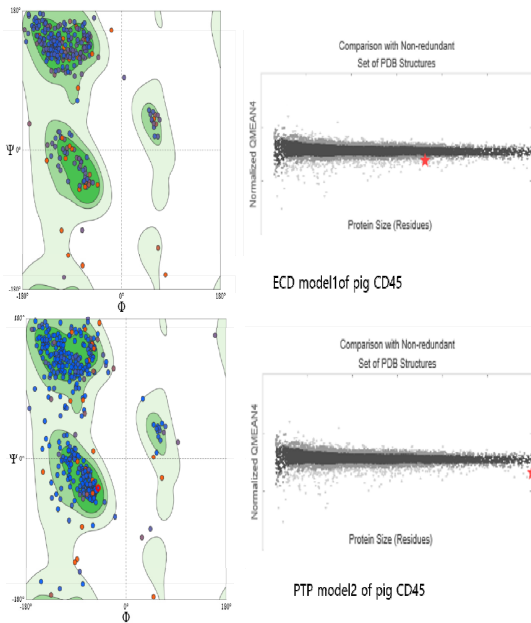 180°
Ψ
0°
-180°
-180°
0°
180°
Φ
Comparison with Non-redundant
Set of PDB Structures
Normalized QMEAN4
Protein Size (Residues)
ECD model1of pig CD45
180°
Ψ
0°
-180°
-180°
0°
180°
Φ
Comparison with Non-redundant
Set of PDB Structures
Normalized QMEAN4
Protein Size (Residues)
PTP model2 of pig CD45